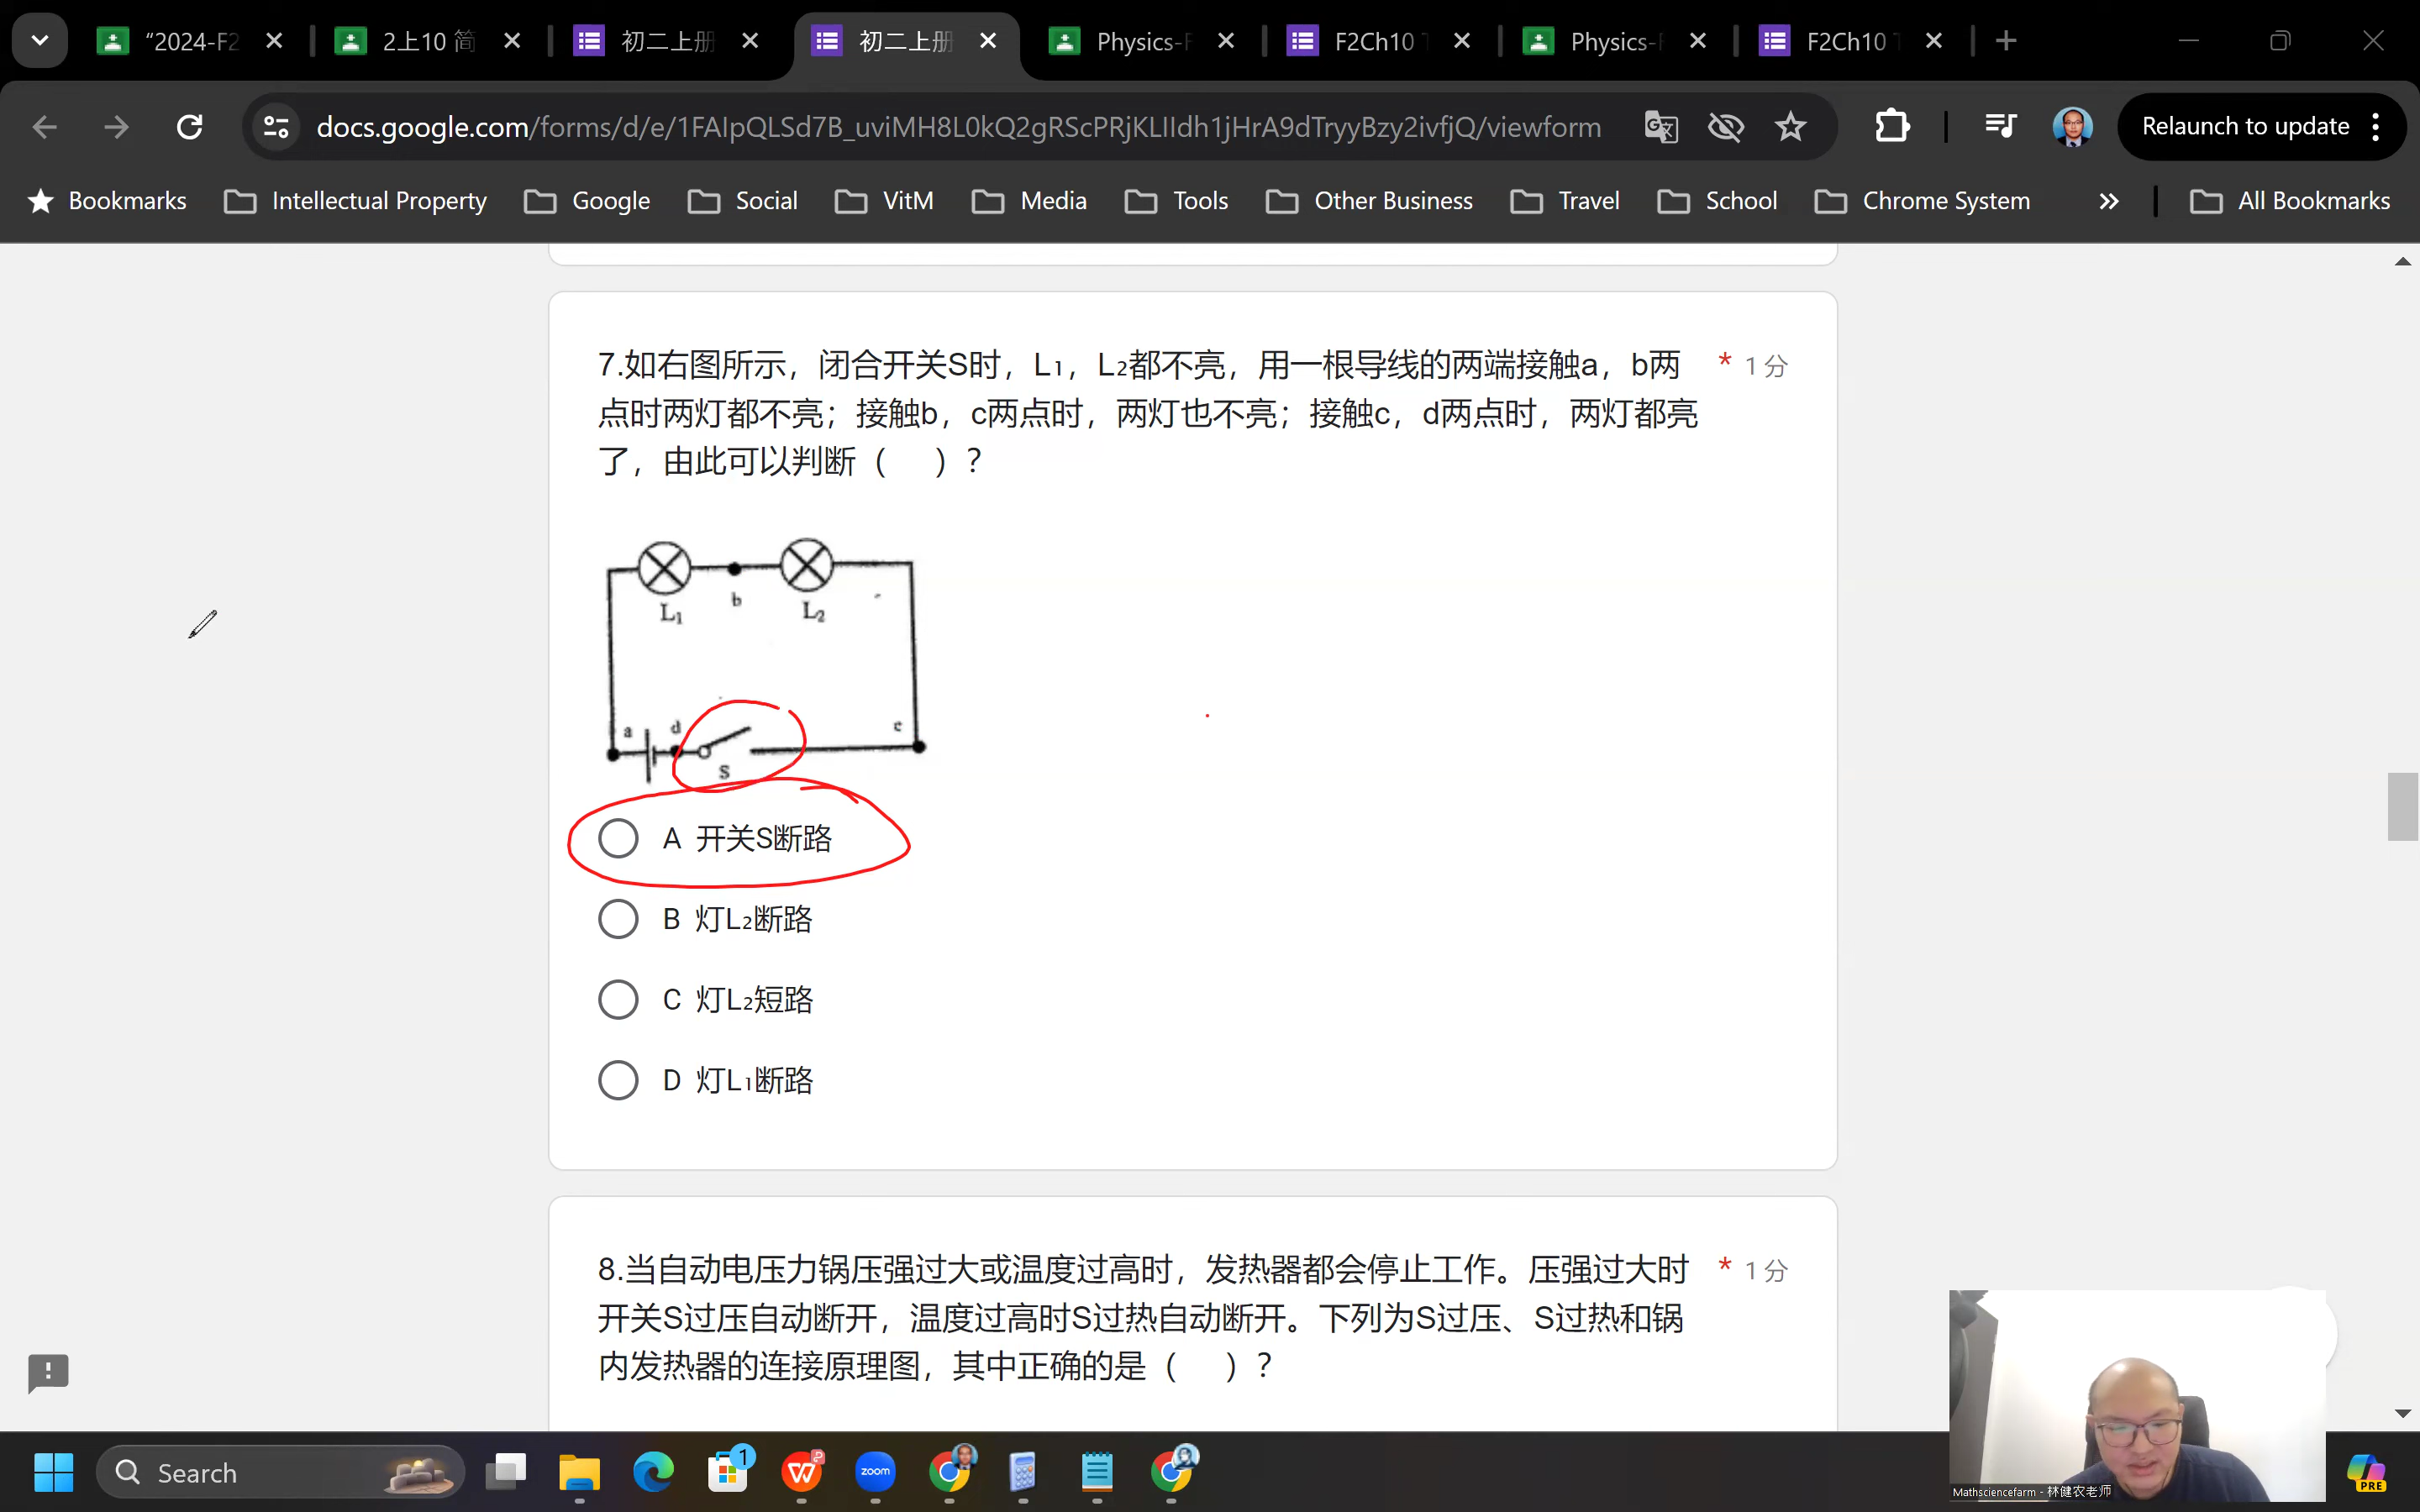 “2024-F2
2上10 简
初二上册
初二上册
Physics-F
F2Ch10 T
Physics-F
F2Ch10 T
docs.google.com/forms/d/e/1FAIpQLSd7B_uviMH8L0kQ2gRScPRjKLIIdh1jHrA9dTryyBzy2ivfjQ/viewform
Relaunch to update
Bookmarks
Intellectual Property
Google
Social
VitM
Media
Tools
Other Business
Travel
School
Chrome System
All Bookmarks
7.如右图所示，闭合开关S时，L₁，L₂都不亮，用一根导线的两端接触a，b两 * 1 分
点时两灯都不亮；接触b，c两点时，两灯也不亮；接触c，d两点时，两灯都亮
了，由此可以判断（　）？
L₁ b L₂
a d c
S
A 开关S断路
B 灯L₂断路
C 灯L₂短路
D 灯L₁断路
8.当自动电压力锅压强过大或温度过高时，发热器都会停止工作。压强过大时 * 1 分
开关S过压自动断开，温度过高时S过热自动断开。下列为S过压、S过热和锅
内发热器的连接原理图，其中正确的是（　）？
Mathsciencefarm - 林健农老师
Search
1
zoom
PRE